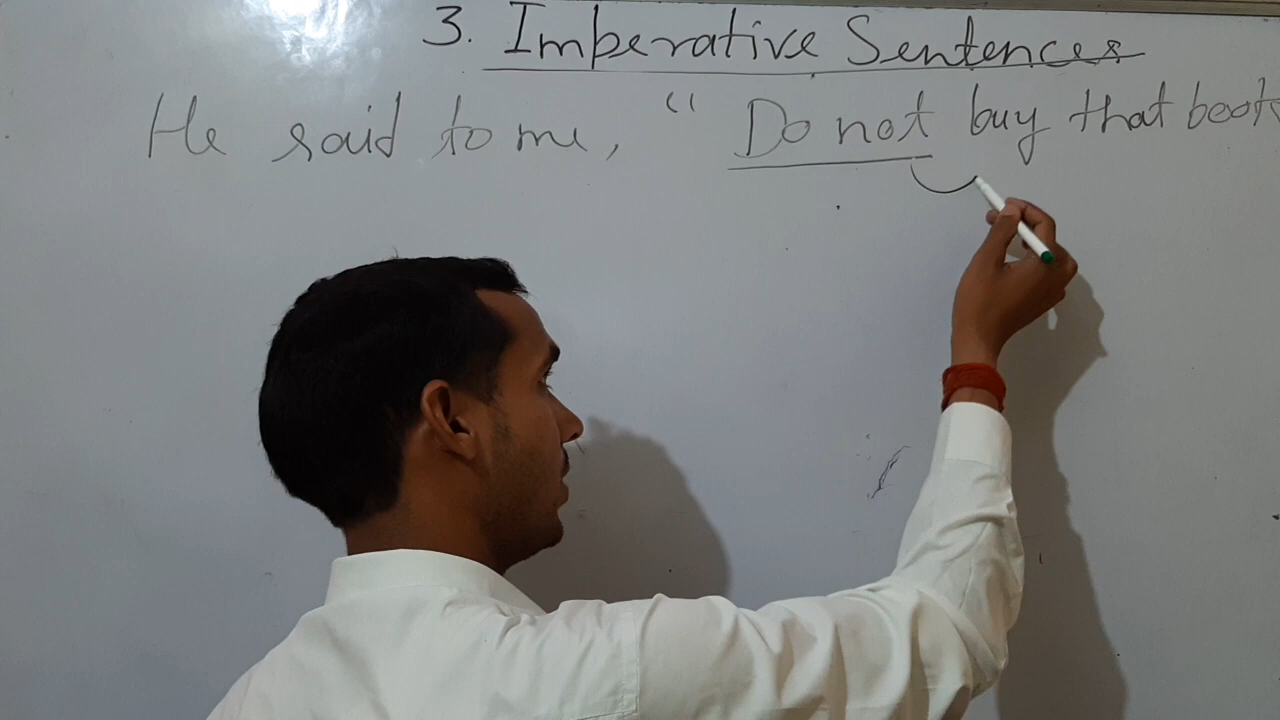 3. Imperative Sentences
He said to me, " Do not buy that book